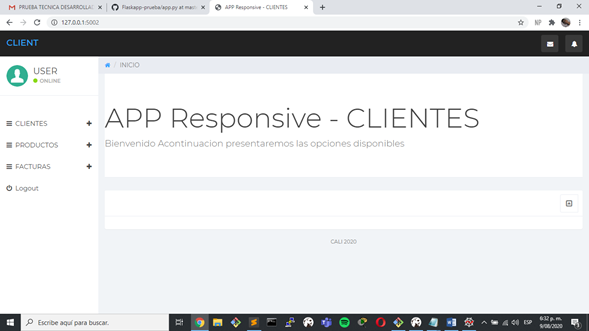 PRUEBA TECNICA DESARROLLAD
Flaskapp-prueba/app.py at mast
APP Responsive - CLIENTES
127.0.0.1:5002
CLIENT
USER
ONLINE
INICIO
CLIENTES
PRODUCTOS
FACTURAS
Logout
APP Responsive - CLIENTES
Bienvenido Acontinuacion presentaremos las opciones disponibles
CALI 2020
Escribe aquí para buscar.
ESP
8:32 p. m.
9/08/2020